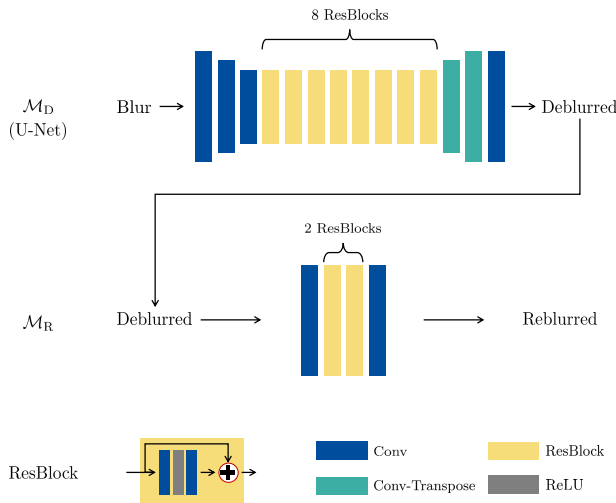 8 ResBlocks
ℳ_D
(U-Net)
Blur
Deblurred
2 ResBlocks
ℳ_R
Deblurred
Reblurred
ResBlock
Conv
ResBlock
Conv-Transpose
ReLU